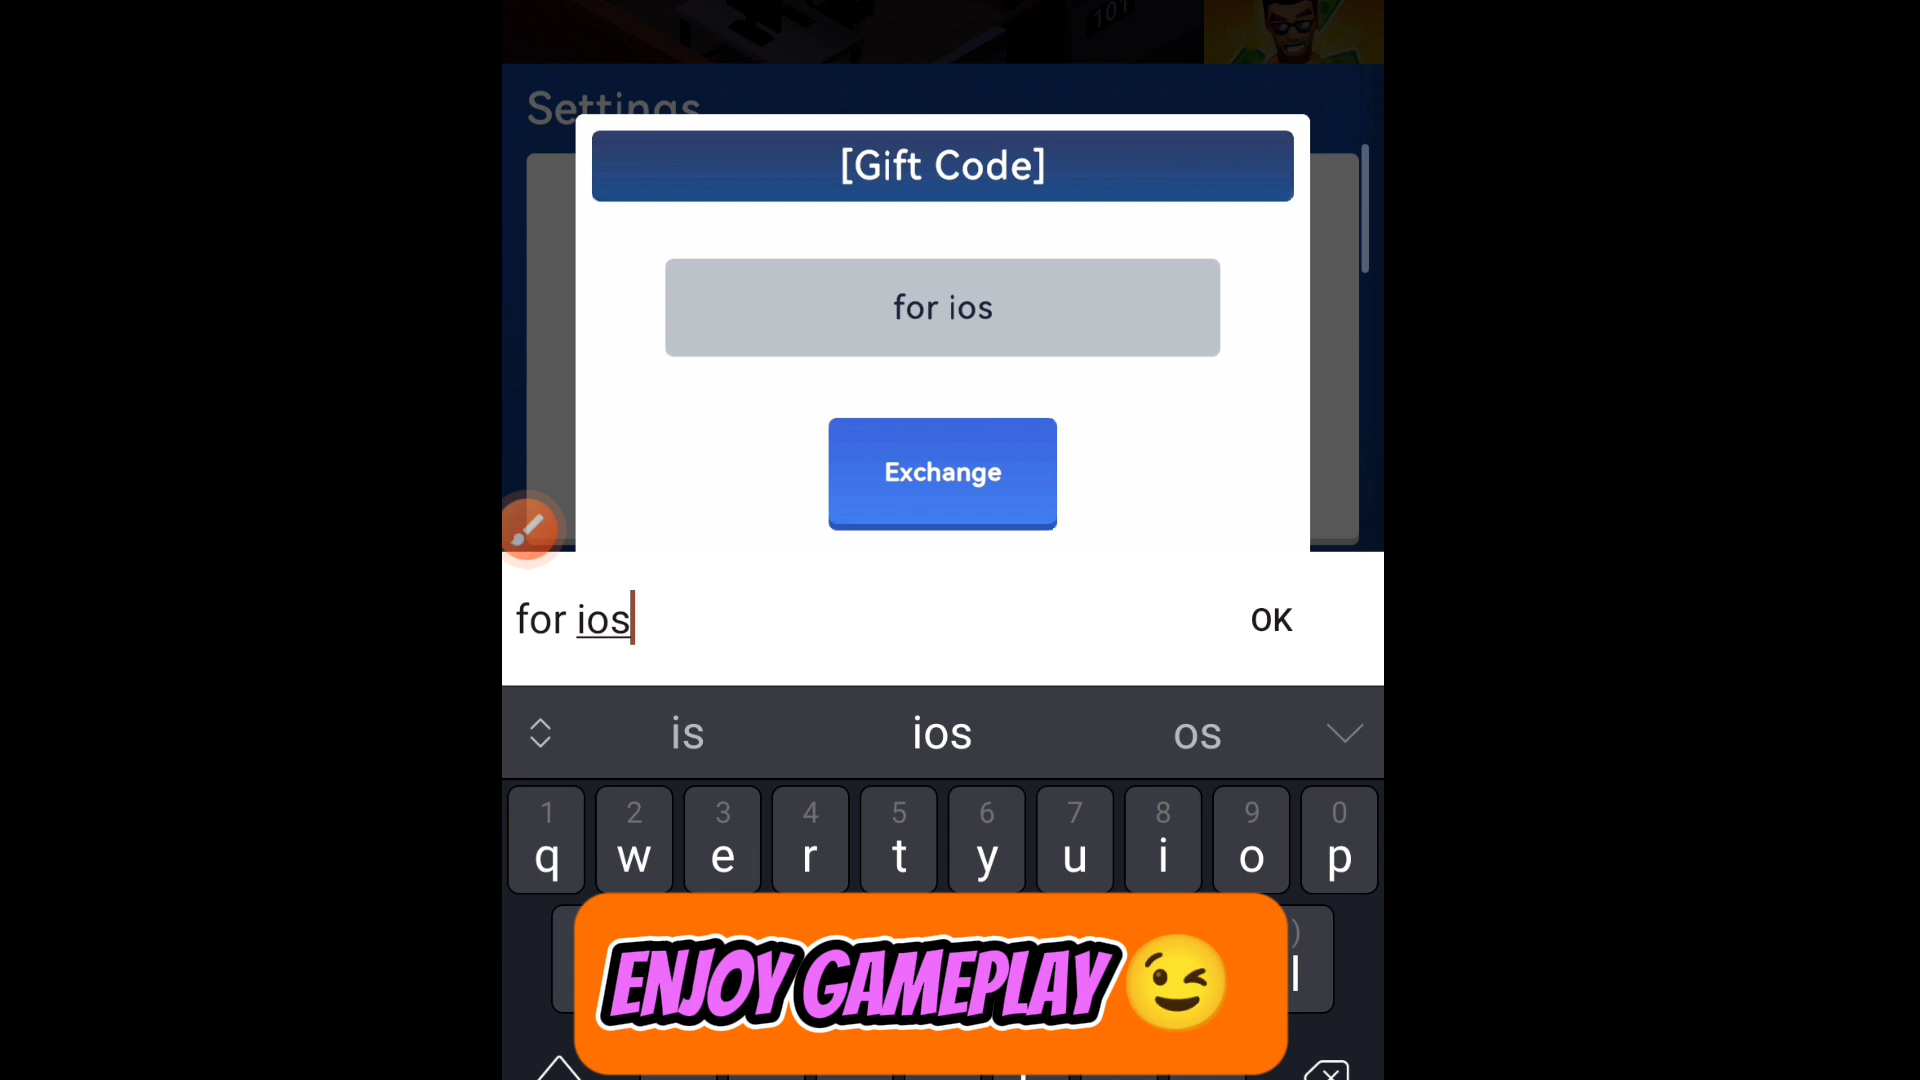 101
Settings
[Gift Code]
for ios
Exchange
for ios
OK
is ios os
1 2 3 4 5 6 7 8 9 0
q w e r t y u i o p
) l
ENJOY GAMEPLAY 😉